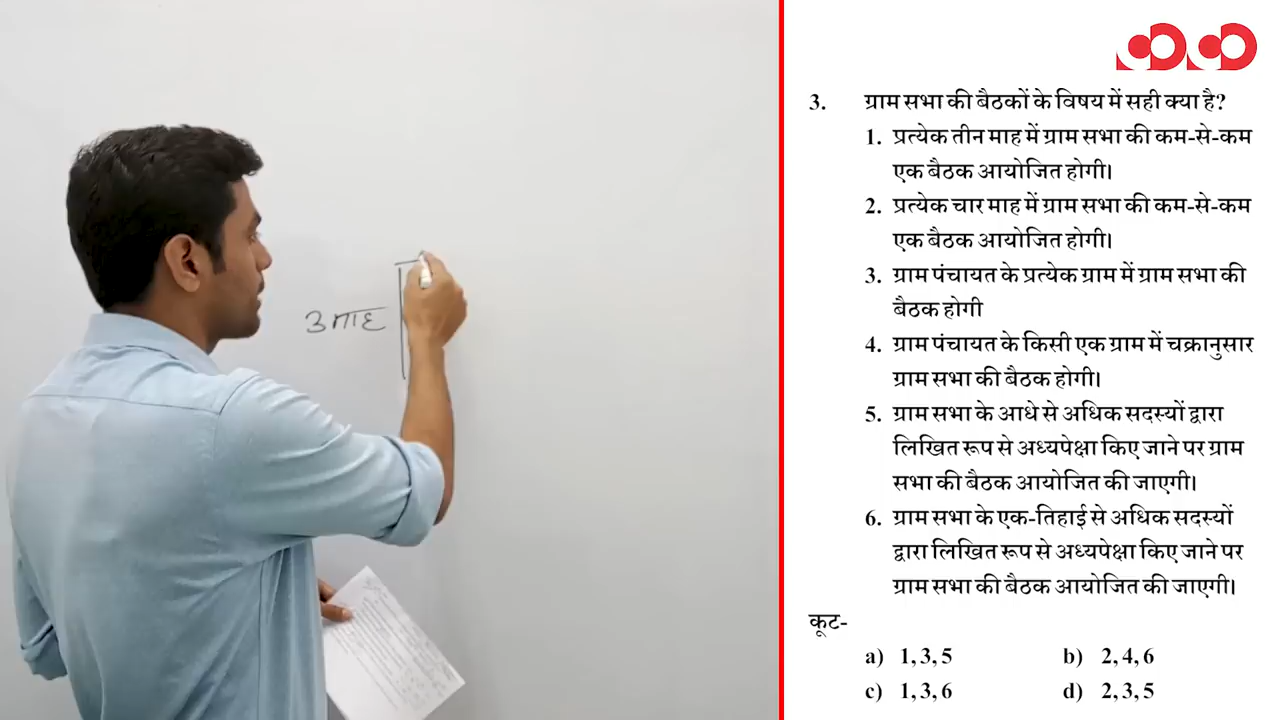 3 माह
3. ग्राम सभा की बैठकों के विषय में सही क्या है?
1. प्रत्येक तीन माह में ग्राम सभा की कम-से-कम
एक बैठक आयोजित होगी।
2. प्रत्येक चार माह में ग्राम सभा की कम-से-कम
एक बैठक आयोजित होगी।
3. ग्राम पंचायत के प्रत्येक ग्राम में ग्राम सभा की
बैठक होगी
4. ग्राम पंचायत के किसी एक ग्राम में चक्रानुसार
ग्राम सभा की बैठक होगी।
5. ग्राम सभा के आधे से अधिक सदस्यों द्वारा
लिखित रूप से अध्यपेक्षा किए जाने पर ग्राम
सभा की बैठक आयोजित की जाएगी।
6. ग्राम सभा के एक-तिहाई से अधिक सदस्यों
द्वारा लिखित रूप से अध्यपेक्षा किए जाने पर
ग्राम सभा की बैठक आयोजित की जाएगी।
कूट-
a) 1, 3, 5 b) 2, 4, 6
c) 1, 3, 6 d) 2, 3, 5